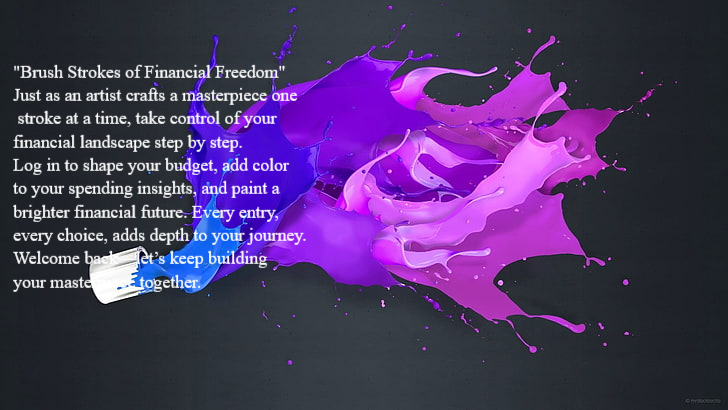 "Brush Strokes of Financial Freedom"
Just as an artist crafts a masterpiece one
stroke at a time, take control of your
financial landscape step by step.
Log in to shape your budget, add color
to your spending insights, and paint a
brighter financial future. Every entry,
every choice, adds depth to your journey.
Welcome back let's keep building
your together.